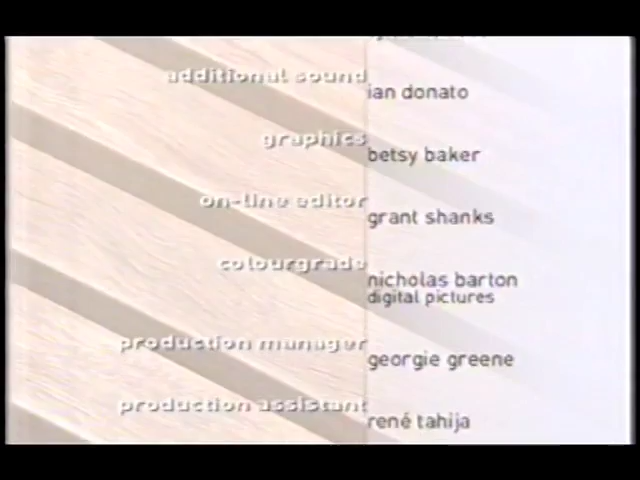 additional sound
ian donato
graphics
betsy baker
on-line editor
grant shanks
colourgrade
nicholas barton
digital pictures
production manager
georgie greene
production assistant
rené tahija